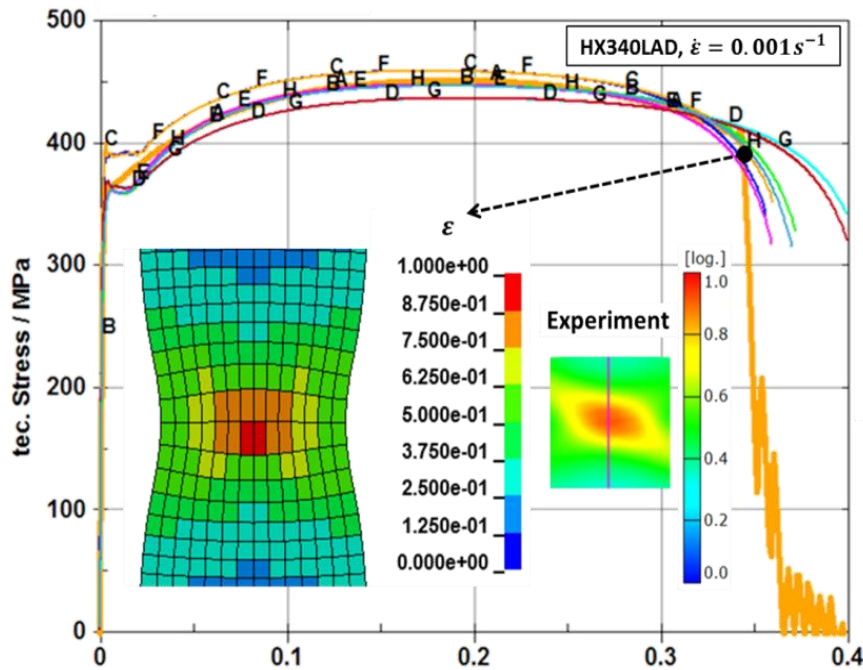 500
HX340LAD, ε̇ = 0.001s⁻¹
C F C F
B A E H A E B H C B
C F E H G D G D G B A F D
C F H A B D H G
400
D E G
ε
300
[log.]
1.000e+00
1.0
8.750e-01
B
Experiment
7.500e-01
0.8
6.250e-01
200
5.000e-01
0.6
3.750e-01
0.4
2.500e-01
100
1.250e-01
0.2
0.000e+00
0.0
0
tec. Stress / MPa
0 0.1 0.2 0.3 0.4